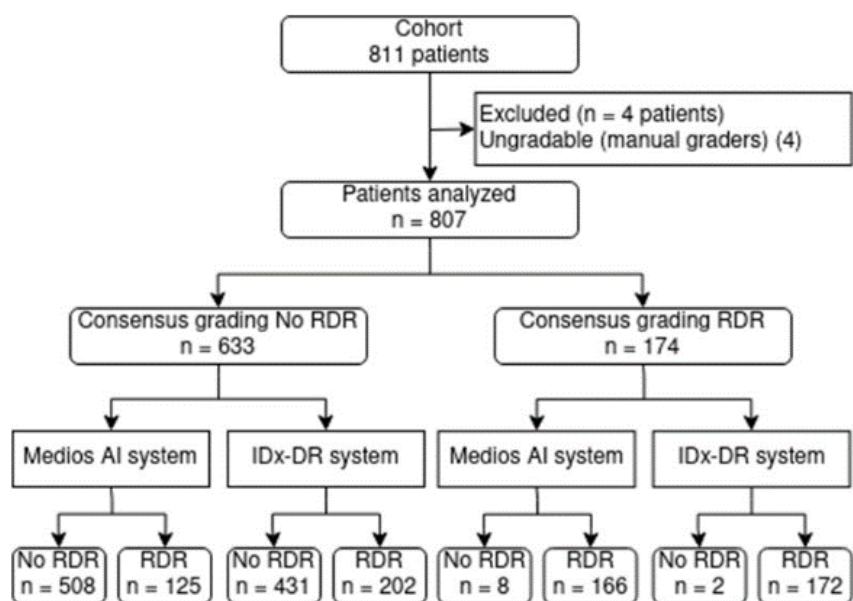 Cohort
811 patients
Excluded (n = 4 patients)
Ungradable (manual graders) (4)
Patients analyzed
n = 807
Consensus grading No RDR
n = 633
Consensus grading RDR
n = 174
Medios AI system
IDx-DR system
Medios AI system
IDx-DR system
No RDR
n = 508
RDR
n = 125
No RDR
n = 431
RDR
n = 202
No RDR
n = 8
RDR
n = 166
No RDR
n = 2
RDR
n = 172